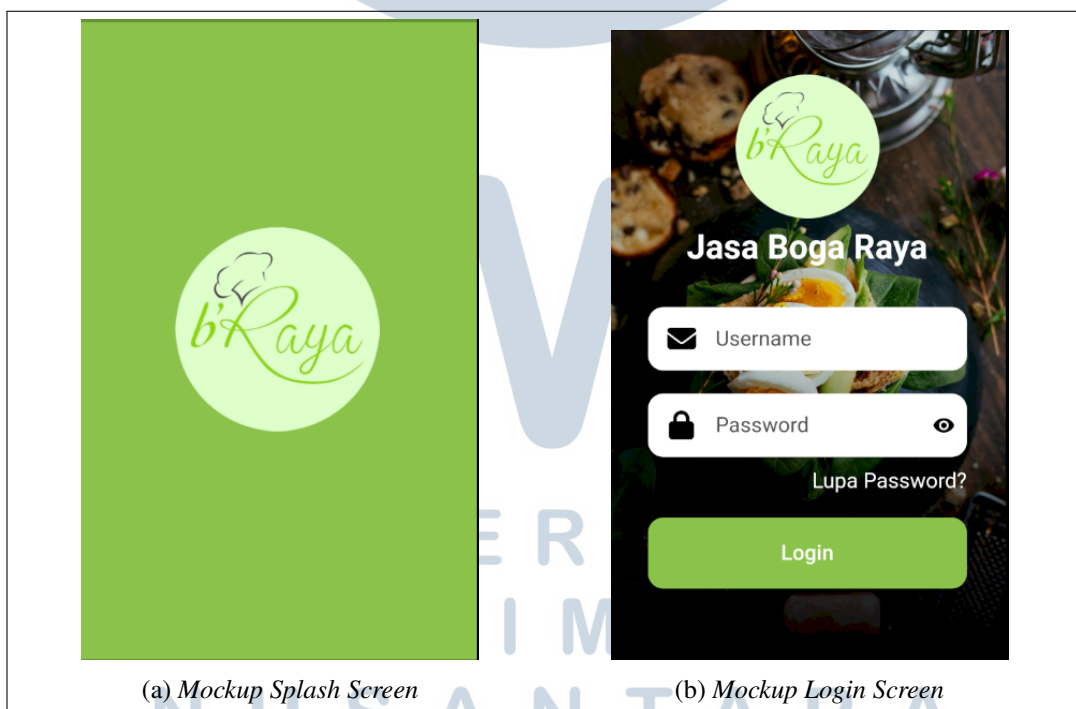 b'Raya
(a) Mockup Splash Screen
b'Raya
Jasa Boga Raya
Username
Password
Lupa Password?
Login
(b) Mockup Login Screen